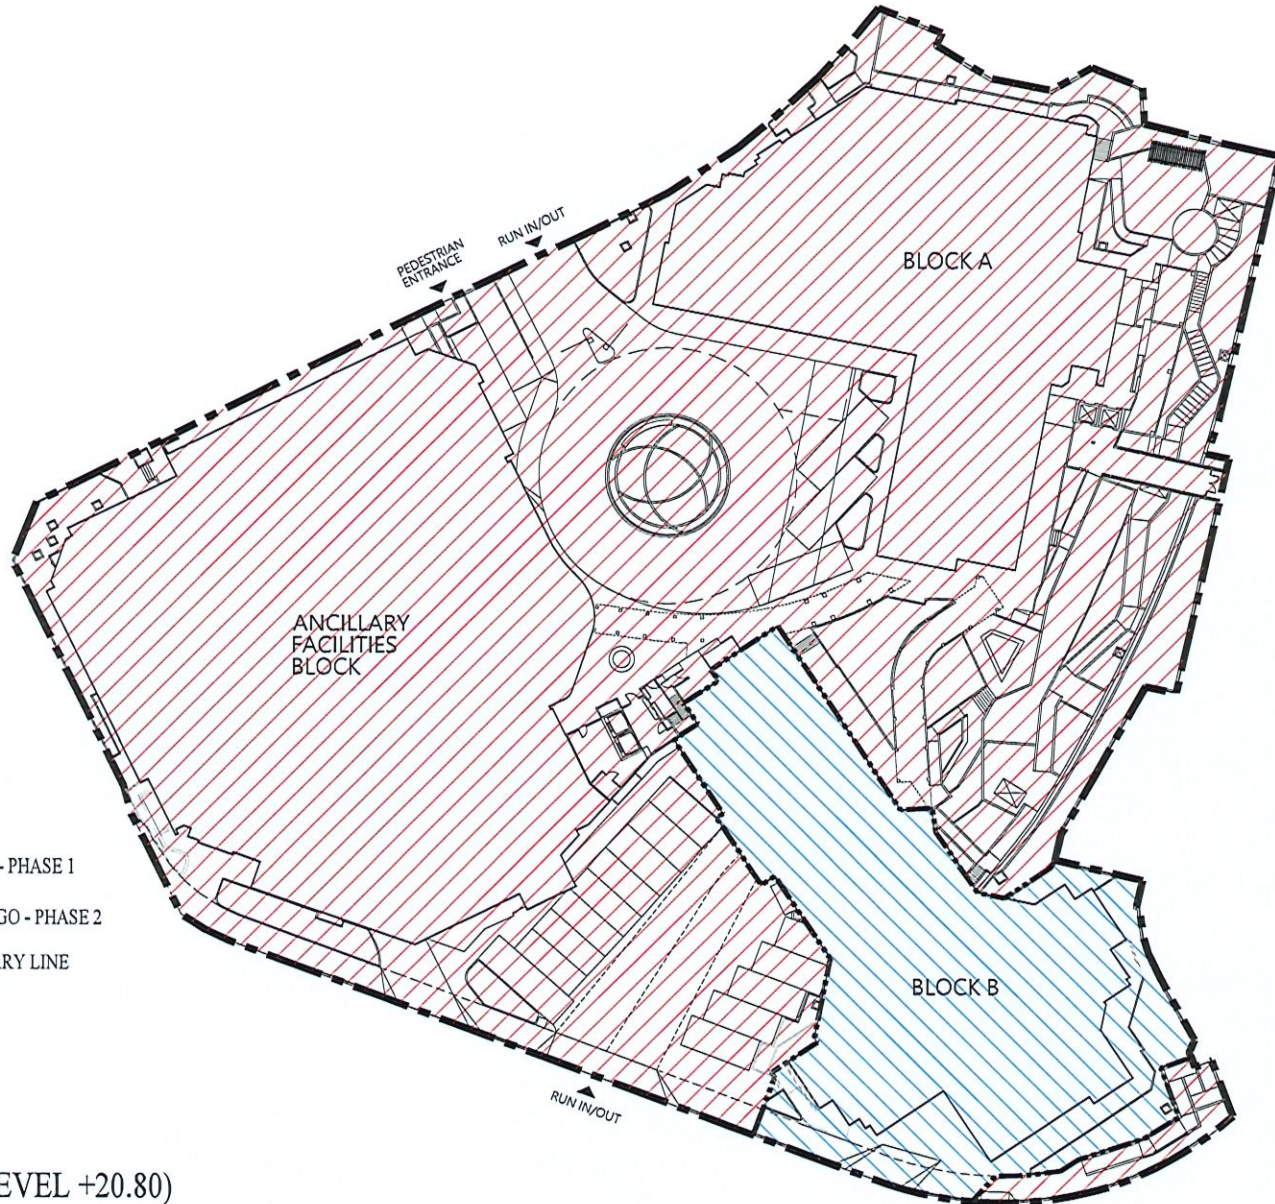 RUN IN/OUT
PEDESTRIAN
ENTRANCE
BLOCK A
ANCILLARY
FACILITIES
BLOCK
- PHASE 1
GO - PHASE 2
ARY LINE
BLOCK B
RUN IN/OUT
EVEL +20.80)